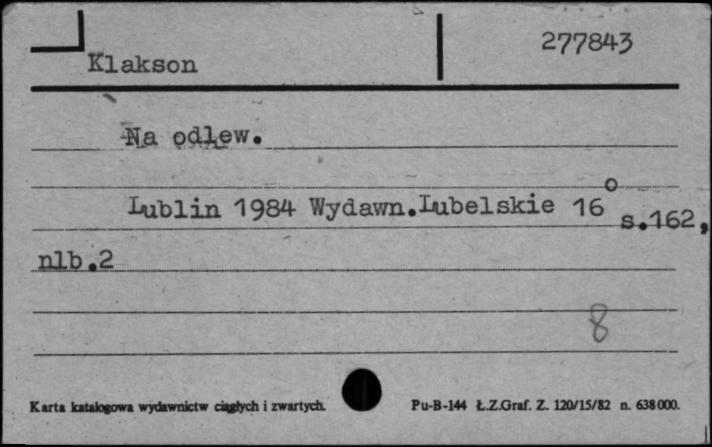 Klakson 277843
Na odlew.
Lublin 1984 Wydawn.Lubelskie 16° s.162,
nlb.2
8
Karta katalogowa wydawnictw ciągłych i zwartych. Pu-B-144 Ł.Z.Graf. Z. 120/15/82 n. 638000.